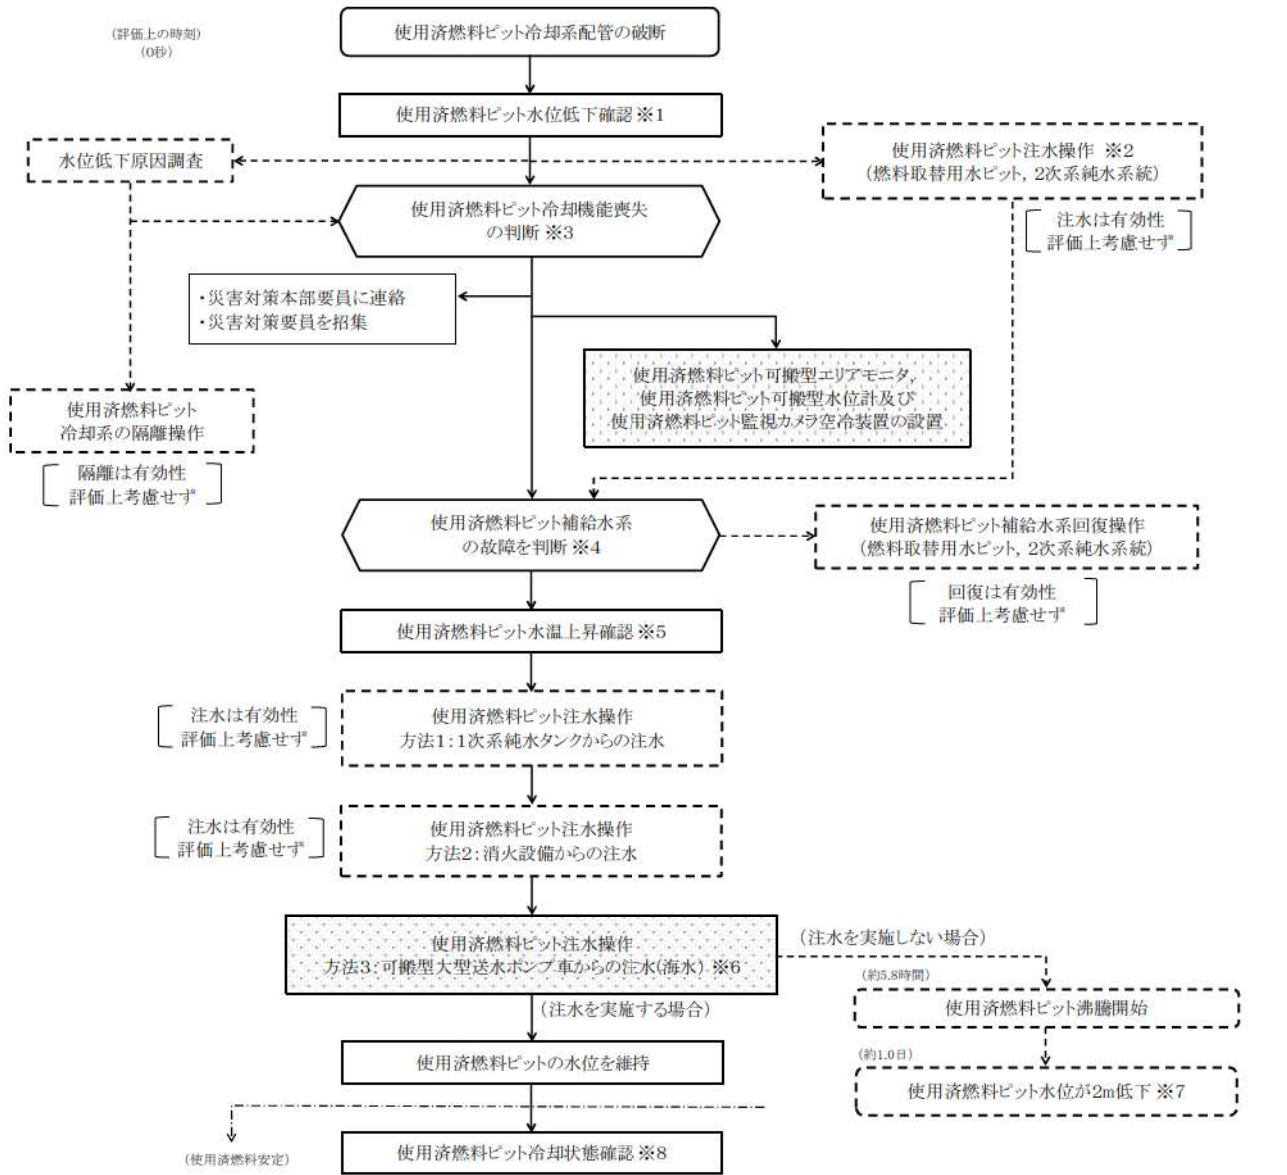 (評価上の時刻)
(0秒)
使用済燃料ピット冷却系配管の破断
使用済燃料ピット水位低下確認 ※1
水位低下原因調査
使用済燃料ピット注水操作 ※2
(燃料取替用水ピット, 2次系純水系統)
注水は有効性
評価上考慮せず*
使用済燃料ピット冷却機能喪失
の判断 ※3
・災害対策本部要員に連絡
・災害対策要員を招集
使用済燃料ピット可搬型エリアモニタ,
使用済燃料ピット可搬型水位計及び
使用済燃料ピット監視カメラ空冷装置の設置
使用済燃料ピット
冷却系の隔離操作
隔離は有効性
評価上考慮せず*
使用済燃料ピット補給水系
の故障を判断 ※4
使用済燃料ピット補給水系回復操作
(燃料取替用水ピット, 2次系純水系統)
回復は有効性
評価上考慮せず*
使用済燃料ピット水温上昇確認 ※5
注水は有効性
評価上考慮せず*
使用済燃料ピット注水操作
方法1:1次系純水タンクからの注水
注水は有効性
評価上考慮せず*
使用済燃料ピット注水操作
方法2:消火設備からの注水
使用済燃料ピット注水操作
方法3:可搬型大型送水ポンプ車からの注水(海水) ※6
(注水を実施しない場合)
(約5.8時間)
使用済燃料ピット沸騰開始
(注水を実施する場合)
(約1.0日)
使用済燃料ピット水位が2m低下 ※7
使用済燃料ピットの水位を維持
(使用済燃料安定)
使用済燃料ピット冷却状態確認 ※8